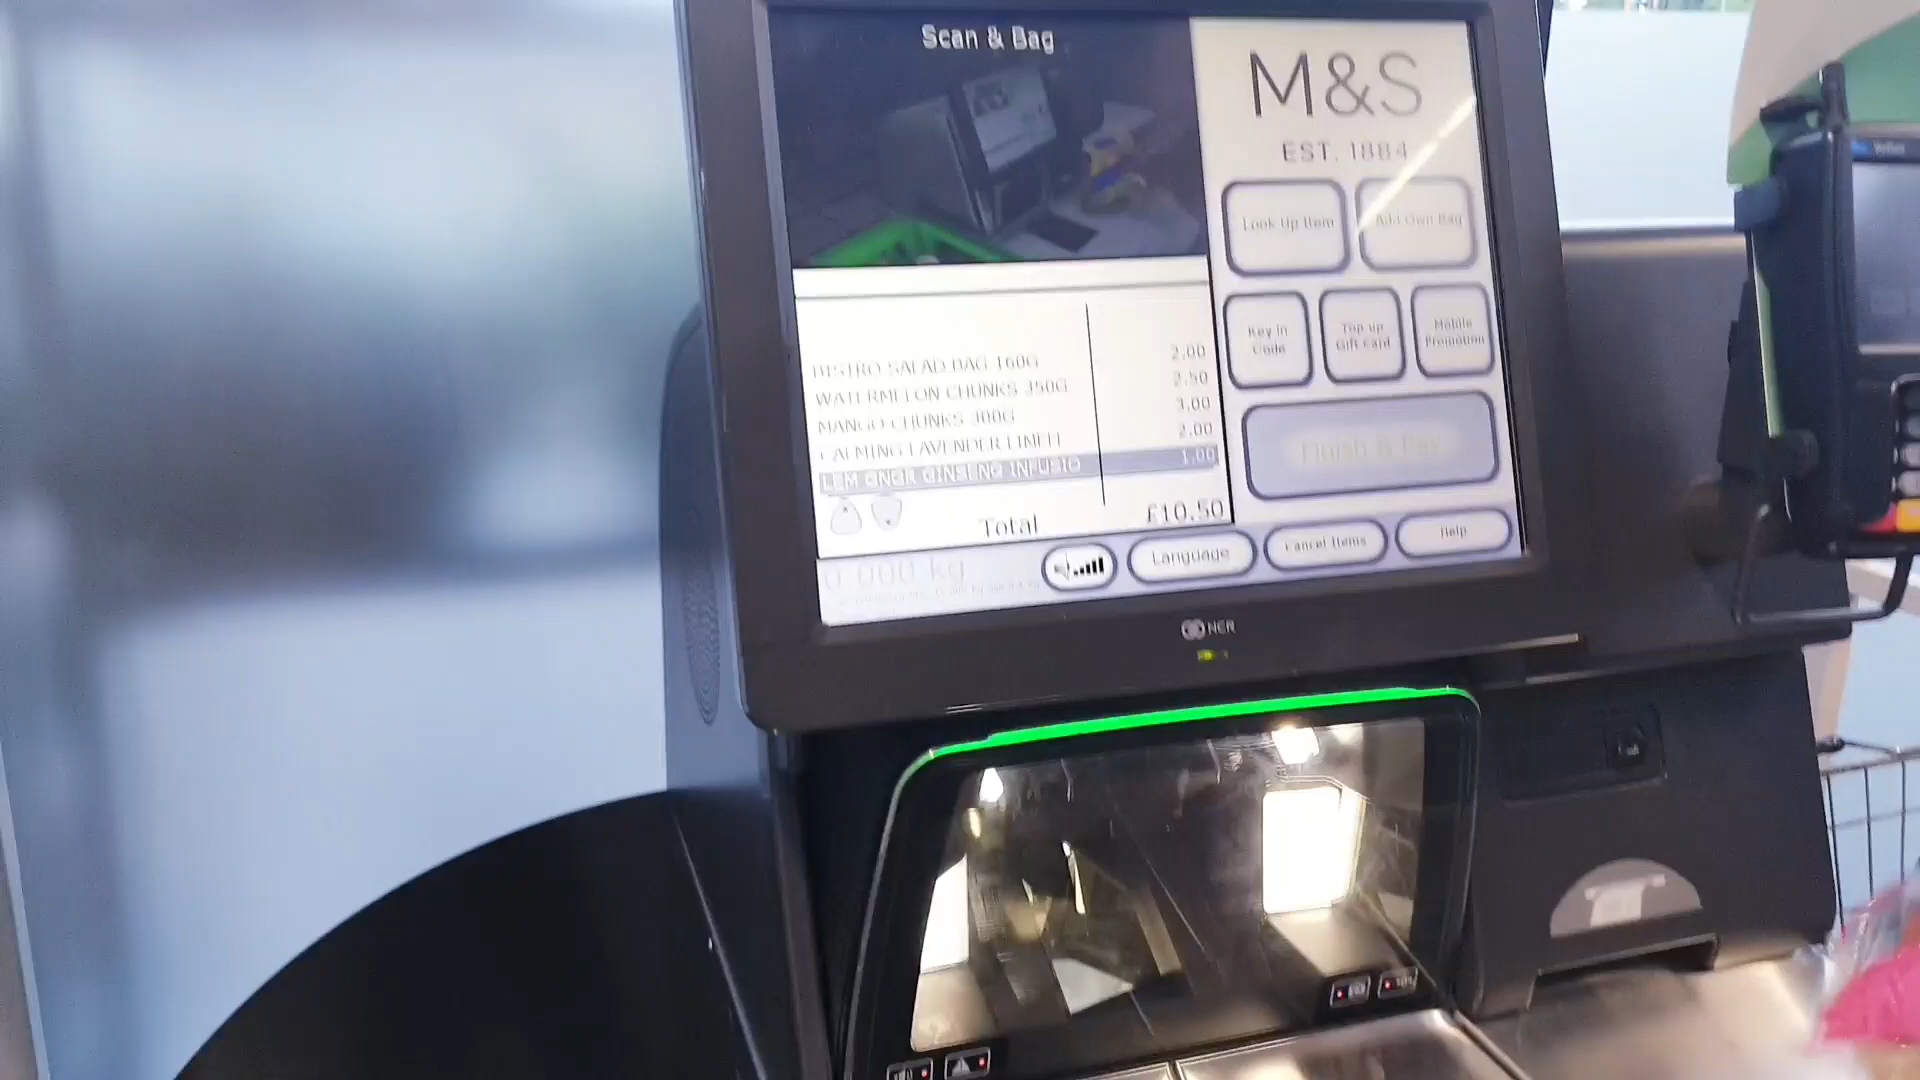 Scan & Bag
M&S
EST. 1884
Look Up Item
Add Own Bag
Key in Code
Top up Gift Card
Mobile Promotion
BISTRO SALAD BAG 160G 2.00
WATERMELON CHUNKS 350G 2.50
MANGO CHUNKS 300G 3.00
CALMING LAVENDER LINEN 2.00
LEM GNGR GINSENG INFUSIO 1.00
Total £10.50
Finish & Pay
0.000 kg
Language
Cancel Items
Help
NCR